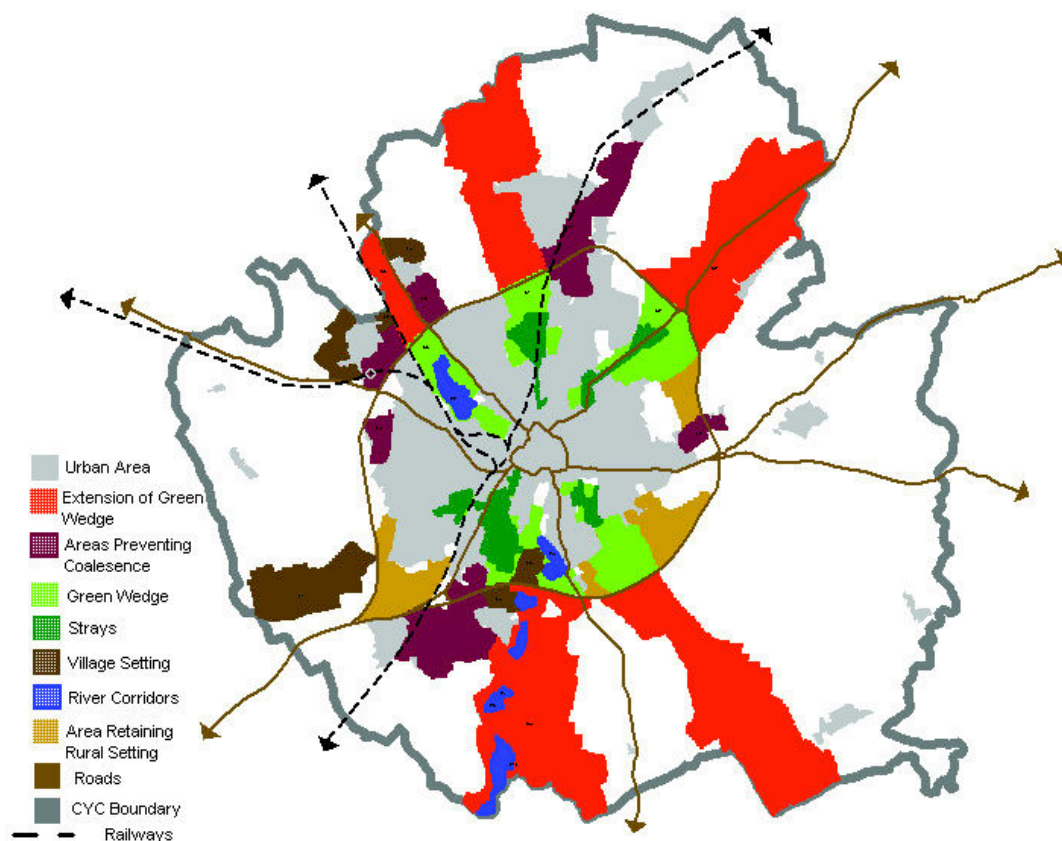 Urban Area
Extension of Green
Wedge
Areas Preventing
Coalesence
Green Wedge
Strays
Village Setting
River Corridors
Area Retaining
Rural Setting
Roads
CYC Boundary
Railways